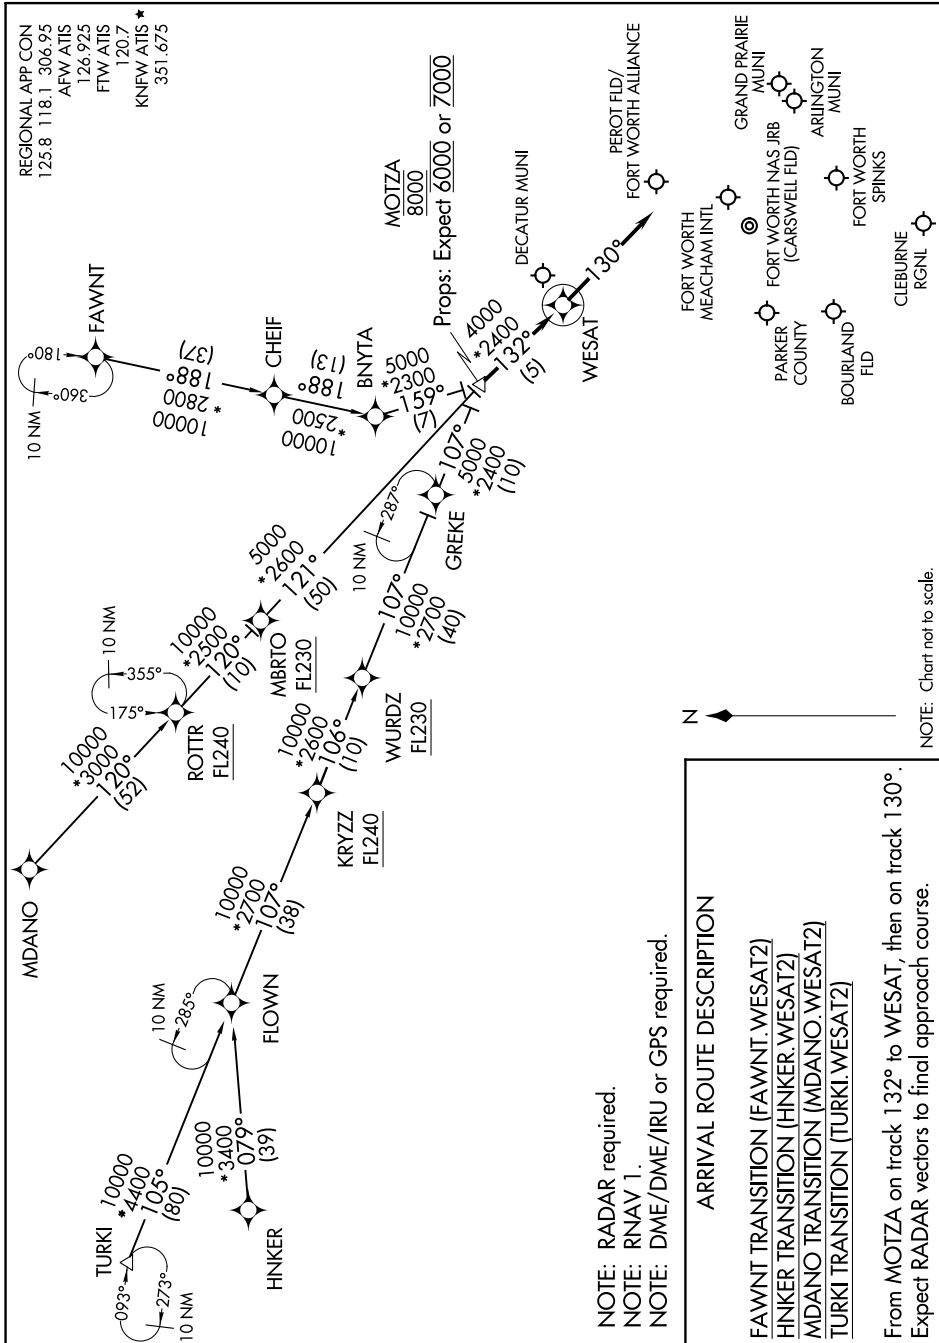 REGIONAL APP CON
125.8 118.1 306.95
AFW ATIS
126.925
FTW ATIS
120.7
KNFW ATIS ★
351.675
FAWNT
180°
360°
10 NM
188°
(37)
*2800
10000
CHEIF
188°
(13)
*2500
10000
BNYTA
5000
*2300
159°
(7)
MOTZA
8000
Props: Expect 6000 or 7000
4000
*2400
132°
(5)
WESAT
130°
DECATUR MUNI
PEROT FLD/
FORT WORTH ALLIANCE
FORT WORTH
MEACHAM INTL
FORT WORTH NAS JRB
(CARSWELL FLD)
GRAND PRAIRIE
MUNI
ARLINGTON
MUNI
FORT WORTH
SPINKS
PARKER
COUNTY
BOURLAND
FLD
CLEBURNE
RGNL
MDANO
10000
*3000
120°
(52)
ROTTR
FL240
175°
355°
10 NM
10000
*2500
120°
(10)
MBRTO
FL230
5000
*2600
121°
(50)
TURKI
093°
273°
10 NM
10000
*4400
105°
(80)
HNKER
10000
*3400
079°
(39)
FLOWN
285°
10 NM
10000
*2700
107°
(38)
KRYZZ
FL240
10000
*2600
106°
(10)
WURDZ
FL230
107°
10000
*2700
(40)
GREKE
287°
10 NM
107°
5000
*2400
(10)
N
NOTE: Chart not to scale.
NOTE: RADAR required.
NOTE: RNAV 1.
NOTE: DME/DME/IRU or GPS required.
ARRIVAL ROUTE DESCRIPTION
FAWNT TRANSITION (FAWNT.WESAT2)
HNKER TRANSITION (HNKER.WESAT2)
MDANO TRANSITION (MDANO.WESAT2)
TURKI TRANSITION (TURKI.WESAT2)
From MOTZA on track 132° to WESAT, then on track 130°.
Expect RADAR vectors to final approach course.